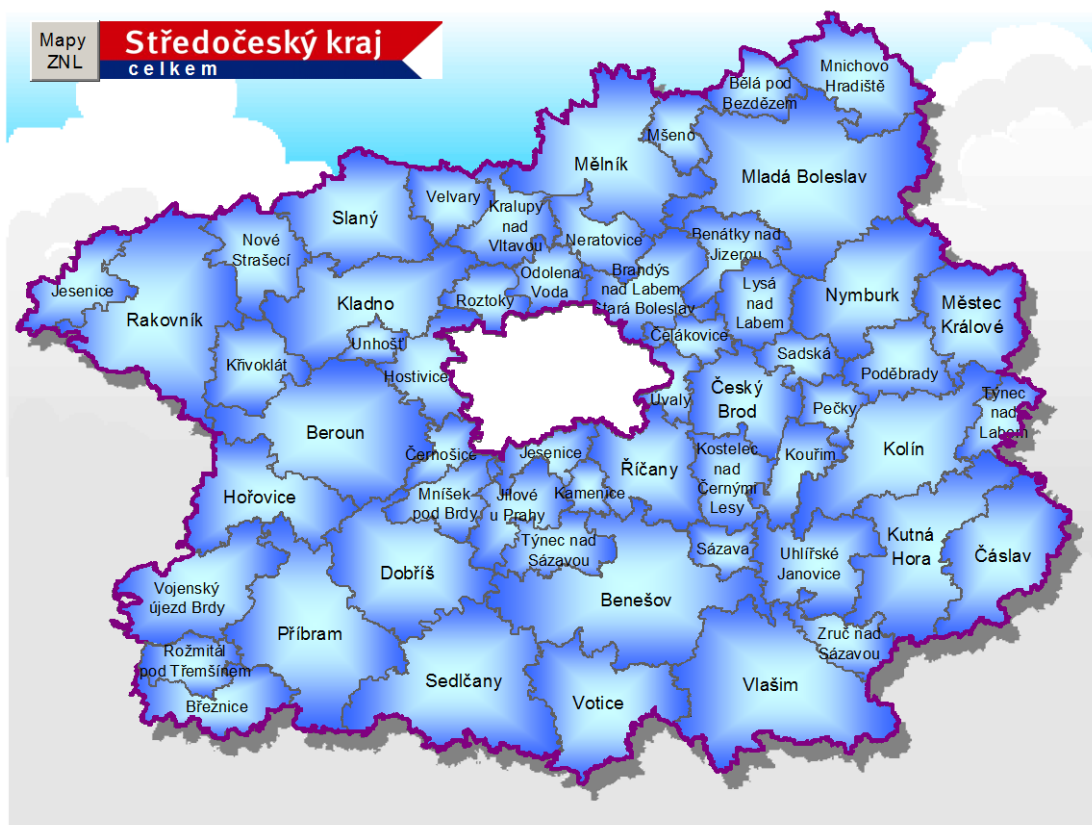 Mapy
ZNL
Středočeský kraj
celkem
Mnichovo
Hradiště
Bělá pod
Bezdězem
Mšeno
Mělník
Mladá Boleslav
Velvary
Slaný
Kralupy
nad
Vltavou
Neratovice
Benátky nad
Jizerou
Nové
Strašecí
Odolena
Voda
Brandýs
nad Labem,
Stará Boleslav
Lysá
nad
Labem
Nymburk
Městec
Králové
Jesenice
Rakovník
Kladno
Roztoky
Unhošť
Čelákovice
Sadská
Křivoklát
Hostivice
Poděbrady
Úvaly
Český
Brod
Pečky
Týnec
nad
Labem
Beroun
Černošice
Jesenice
Říčany
Kostelec
nad
Černými
Lesy
Kouřim
Kolín
Hořovice
Mníšek
pod Brdy
Jílové
u Prahy
Kamenice
Týnec nad
Sázavou
Sázava
Uhlířské
Janovice
Kutná
Hora
Čáslav
Dobříš
Vojenský
újezd Brdy
Benešov
Příbram
Zruč nad
Sázavou
Rožmitál
pod Třemšínem
Sedlčany
Votice
Vlašim
Březnice